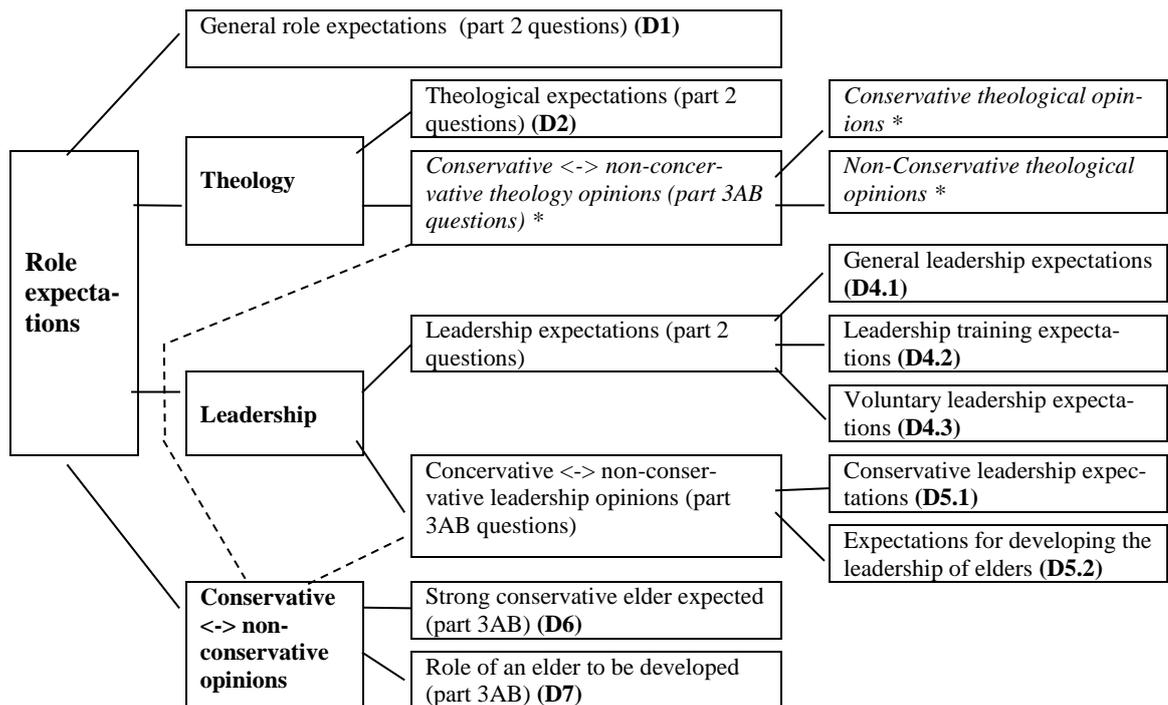 General role expectations (part 2 questions) (D1)
Theological expectations (part 2
questions) (D2)
Conservative theological opin-
ions *
Theology
Conservative <-> non-concer-
vative theology opinions (part 3AB
questions) *
Non-Conservative theological
opinions *
Role
expecta-
tions
General leadership expectations
(D4.1)
Leadership expectations (part 2
questions)
Leadership training expecta-
tions (D4.2)
Leadership
Voluntary leadership expecta-
tions (D4.3)
Concervative <-> non-conser-
vative leadership opinions (part
3AB questions)
Conservative leadership expec-
tations (D5.1)
Expectations for developing the
leadership of elders (D5.2)
Conservative
<-> non-
conservative
opinions
Strong conservative elder expected
(part 3AB) (D6)
Role of an elder to be developed
(part 3AB) (D7)